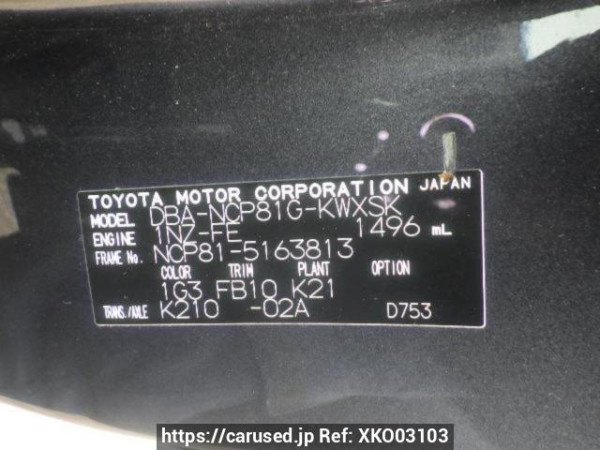 TOYOTA MOTOR CORPORATION JAPAN
MODEL DBA-NCP81G-KWXSK
ENGINE 1NZ-FE 1496 mL
FRAME No. NCP81-5163813
COLOR TRIM PLANT OPTION
1G3 FB10 K21
TRANS./AXLE K210 -02A D753
https://carused.jp Ref: XKO03103